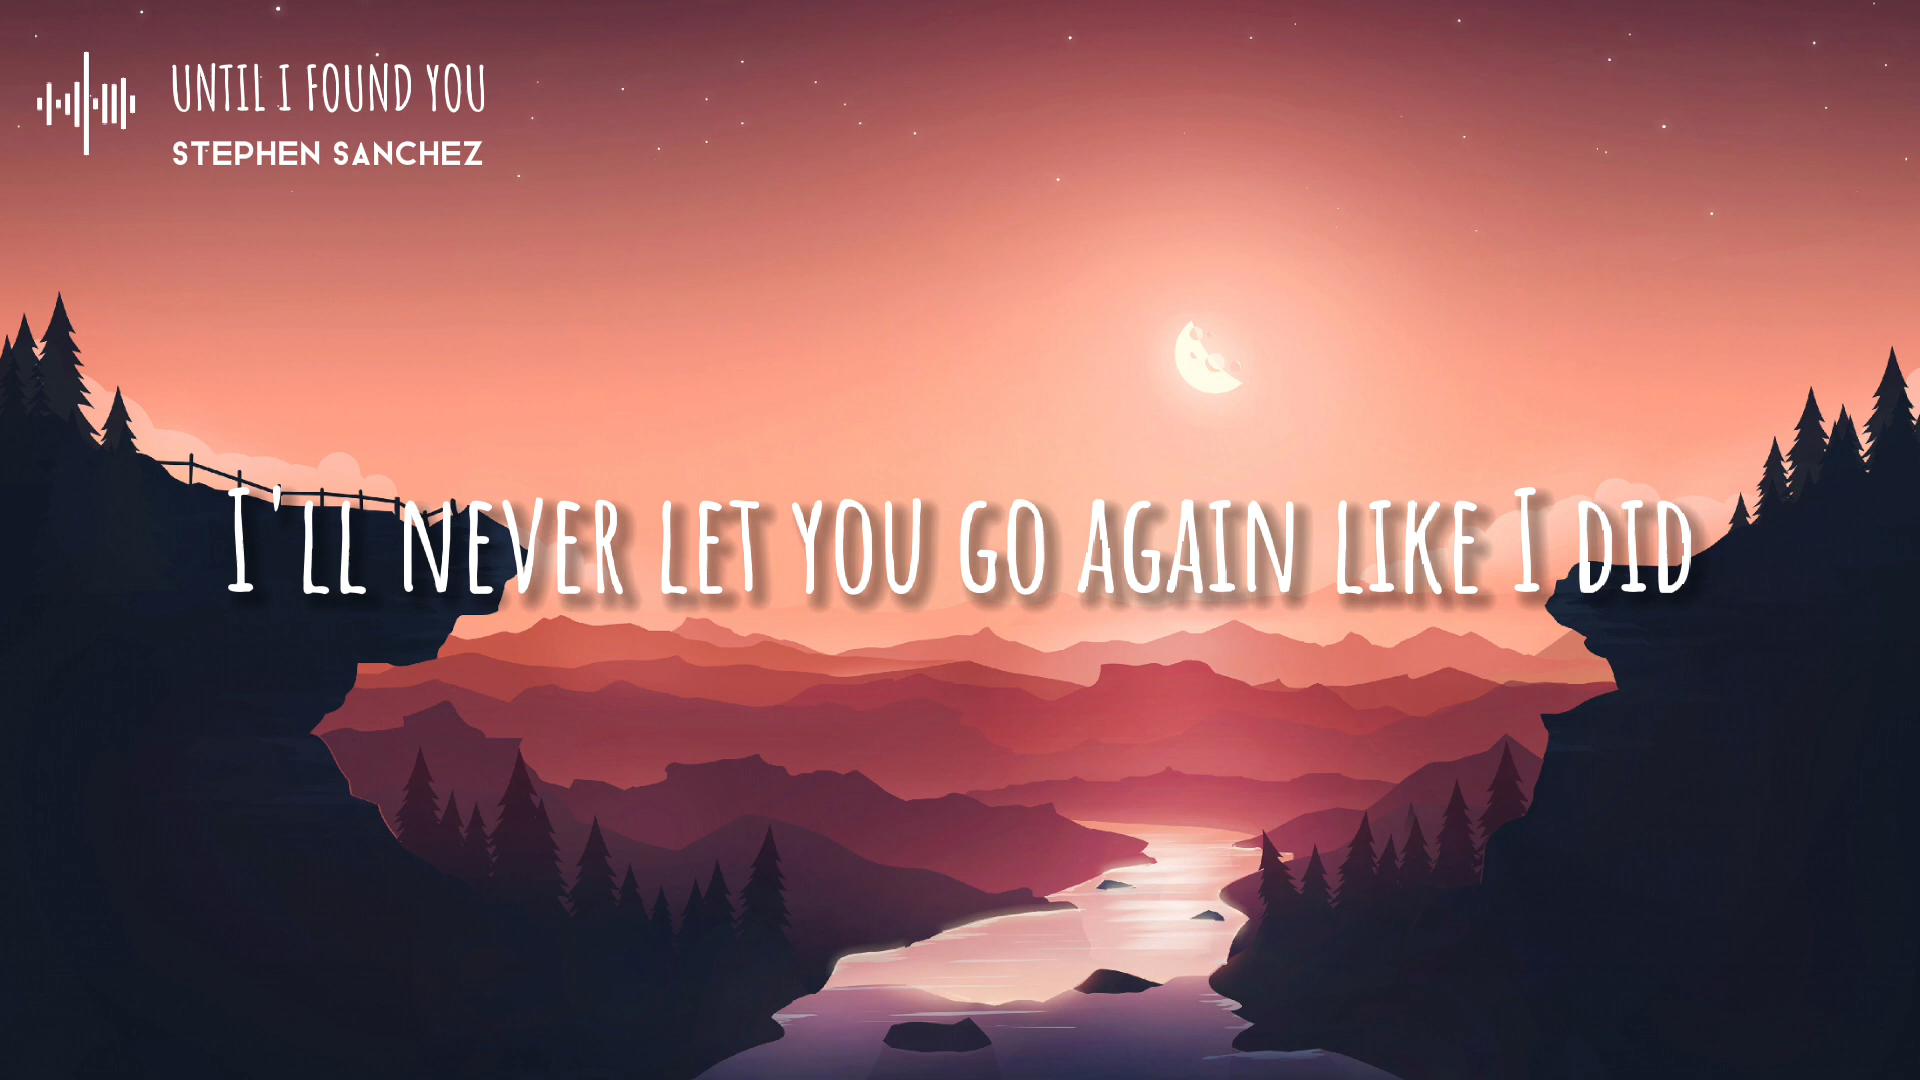 UNTIL I FOUND YOU
STEPHEN SANCHEZ
I'LL NEVER LET YOU GO AGAIN LIKE I DID